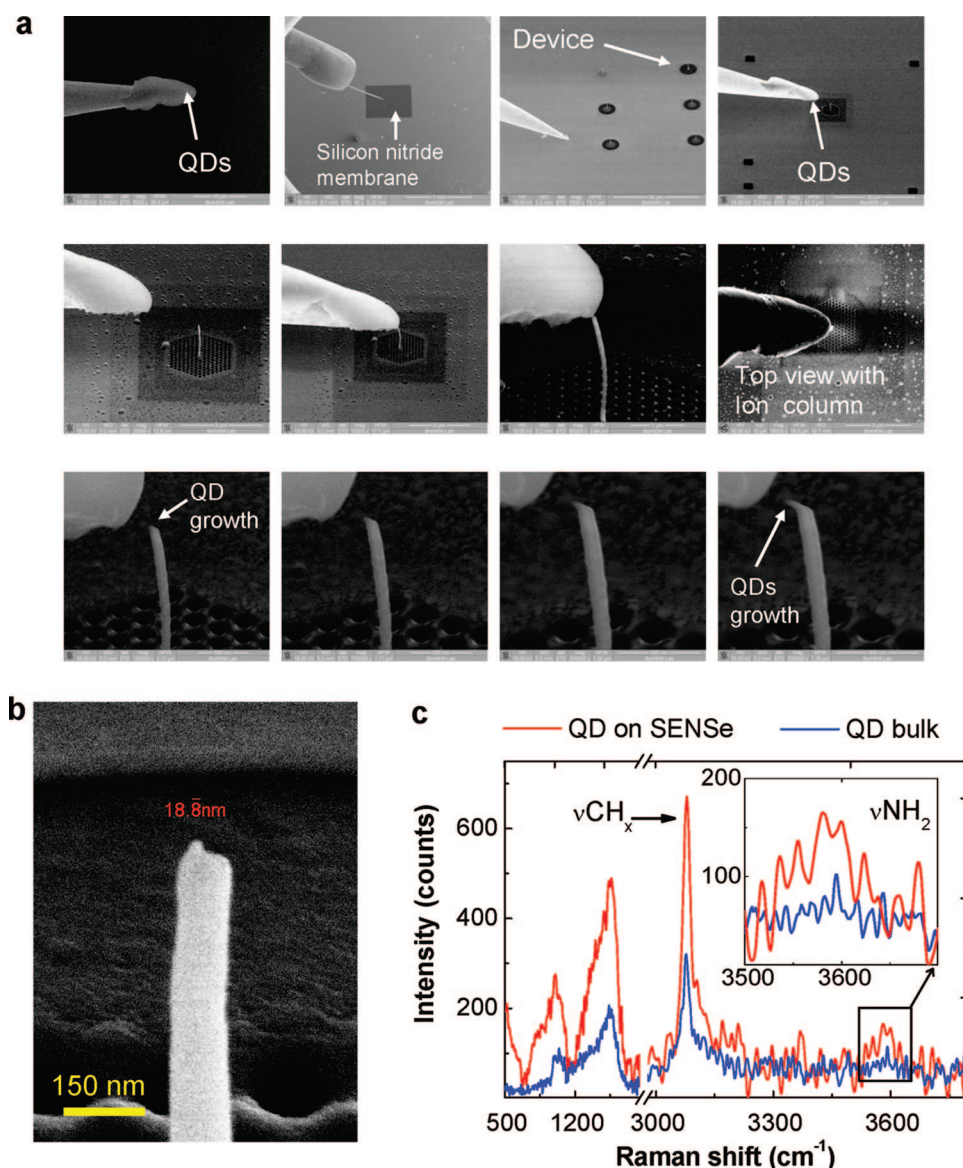 a
QDs
Silicon nitride
membrane
Device
QDs
Top view with
Ion column
QD
growth
QDs
growth
b
18.8nm
150 nm
c
QD on SENSe
QD bulk
Intensity (counts)
600
400
200
νCHₓ
200
100
νNH₂
3500
3600
500
1200
3000
3300
3600
Raman shift (cm⁻¹)